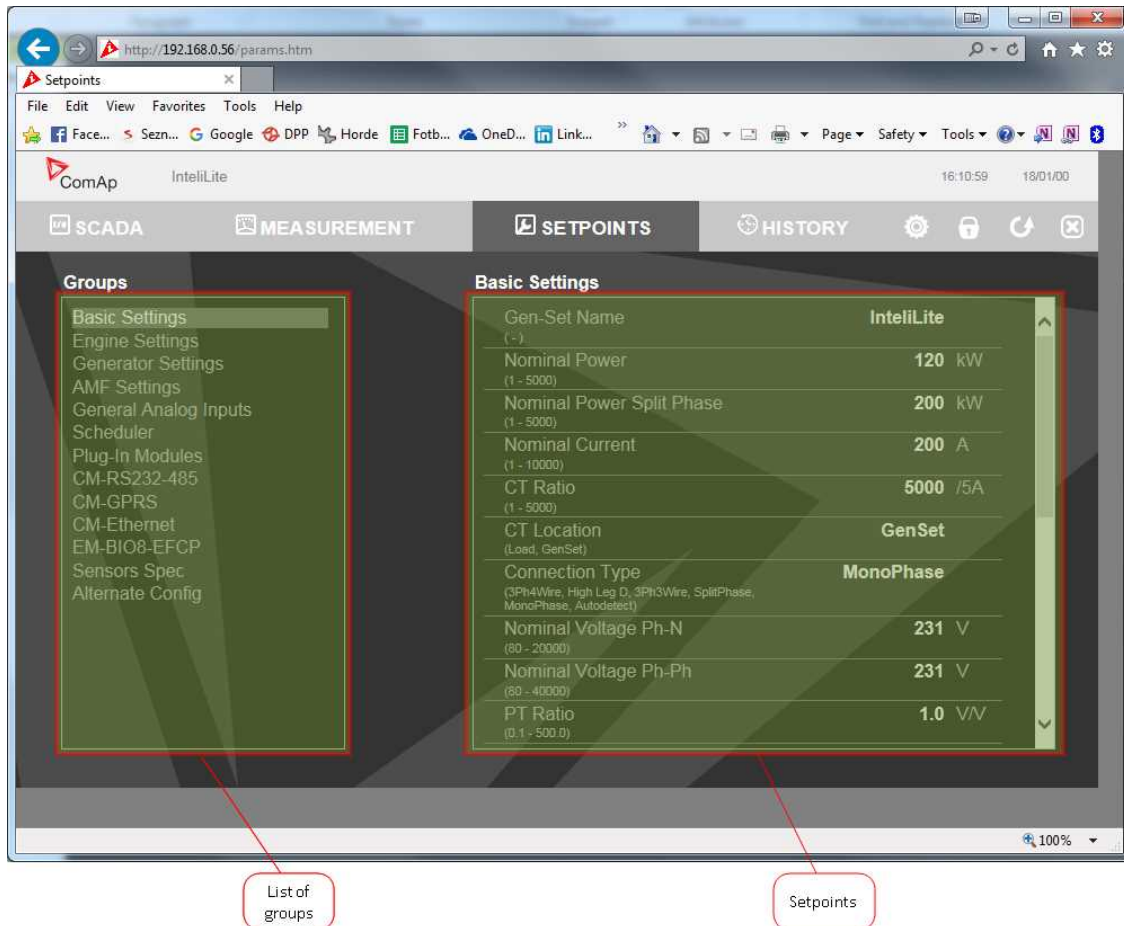 http://192.168.0.56/params.htm
Setpoints
File Edit View Favorites Tools Help
Face... Sezn... Google DPP Horde Fotb... OneD... Link... Page Safety Tools
ComAp InteliLite 16:10:59 18/01/00
SCADA MEASUREMENT SETPOINTS HISTORY
Groups
Basic Settings
Engine Settings
Generator Settings
AMF Settings
General Analog Inputs
Scheduler
Plug-In Modules
CM-RS232-485
CM-GPRS
CM-Ethernet
EM-BIO8-EFCP
Sensors Spec
Alternate Config
Basic Settings
Gen-Set Name InteliLite
( - )
Nominal Power 120 kW
(1 - 5000)
Nominal Power Split Phase 200 kW
(1 - 5000)
Nominal Current 200 A
(1 - 10000)
CT Ratio 5000 /5A
(1 - 5000)
CT Location GenSet
(Load, GenSet)
Connection Type MonoPhase
(3Ph4Wire, High Leg D, 3Ph3Wire, SplitPhase,
MonoPhase, Autodetect)
Nominal Voltage Ph-N 231 V
(80 - 20000)
Nominal Voltage Ph-Ph 231 V
(80 - 40000)
PT Ratio 1.0 V/V
(0.1 - 500.0)
100%
List of
groups
Setpoints